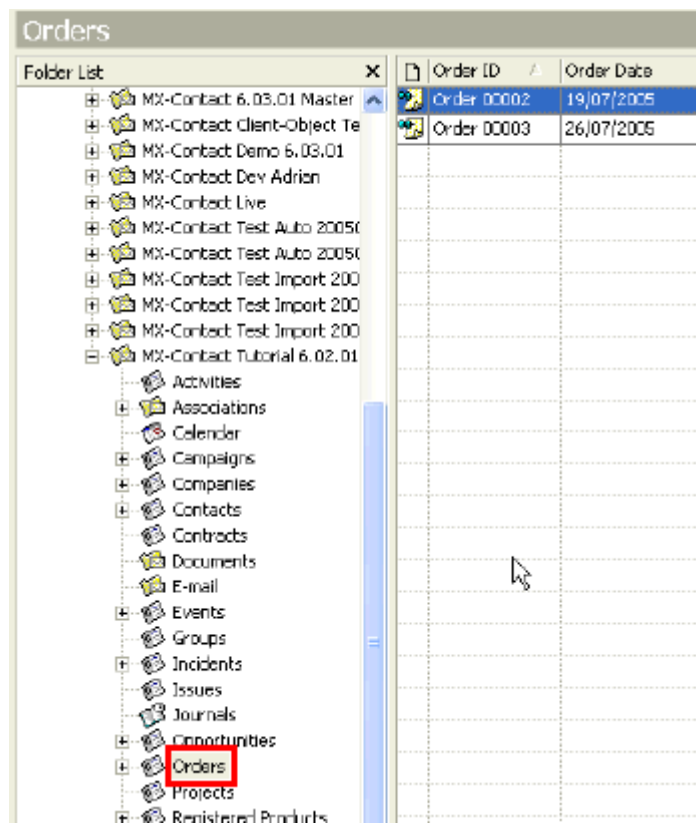 Orders
Folder List
MX-Contact 6.03.01 Master
MX-Contact Client-Object Te
MX-Contact Demo 6.03.01
MX-Contact Dev Adrian
MX-Contact Live
MX-Contact Test Auto 2005
MX-Contact Test Auto 2005
MX-Contact Test Import 200
MX-Contact Test Import 200
MX-Contact Test Import 200
MX-Contact Tutorial 6.02.01
Activities
Associations
Calendar
Campaigns
Companies
Contacts
Contracts
Documents
E-mail
Events
Groups
Incidents
Issues
Journals
Opportunities
Orders
Projects
Registered Products
Order ID Order Date
Order 00002 19/07/2005
Order 00003 26/07/2005